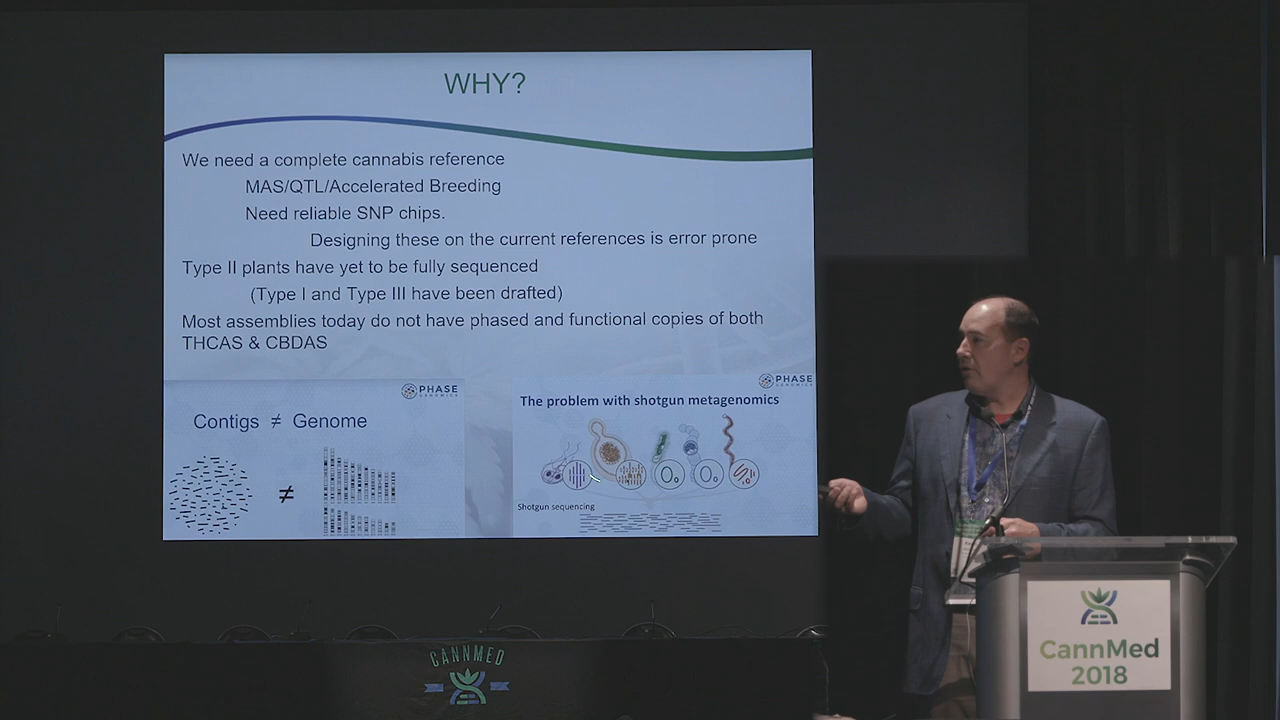 WHY?
We need a complete cannabis reference
MAS/QTL/Accelerated Breeding
Need reliable SNP chips.
Designing these on the current references is error prone
Type II plants have yet to be fully sequenced
(Type I and Type III have been drafted)
Most assemblies today do not have phased and functional copies of both
THCAS & CBDAS
PHASE
GENOMICS
Contigs ≠ Genome
≠
PHASE
GENOMICS
The problem with shotgun metagenomics
Shotgun sequencing
CANNMED
CannMed
2018